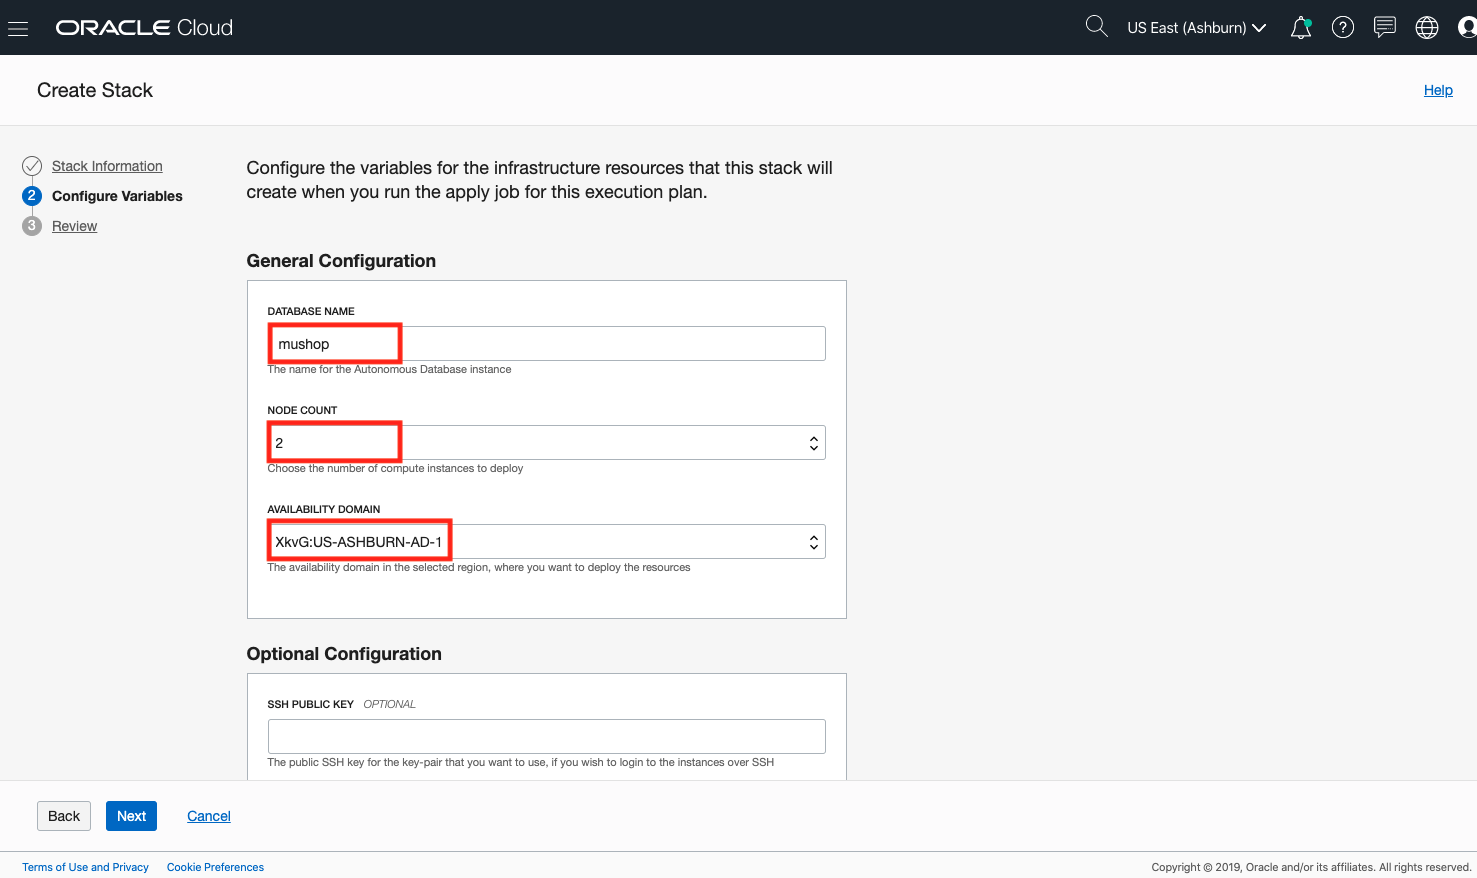 ORACLE Cloud
US East (Ashburn)
Create Stack
Help
Stack Information
2 Configure Variables
3 Review
Configure the variables for the infrastructure resources that this stack will
create when you run the apply job for this execution plan.
General Configuration
DATABASE NAME
mushop
The name for the Autonomous Database instance
NODE COUNT
2
Choose the number of compute instances to deploy
AVAILABILITY DOMAIN
XkvG:US-ASHBURN-AD-1
The availability domain in the selected region, where you want to deploy the resources
Optional Configuration
SSH PUBLIC KEY OPTIONAL
The public SSH key for the key-pair that you want to use, if you wish to login to the instances over SSH
Back Next Cancel
Terms of Use and Privacy Cookie Preferences
Copyright © 2019, Oracle and/or its affiliates. All rights reserved.